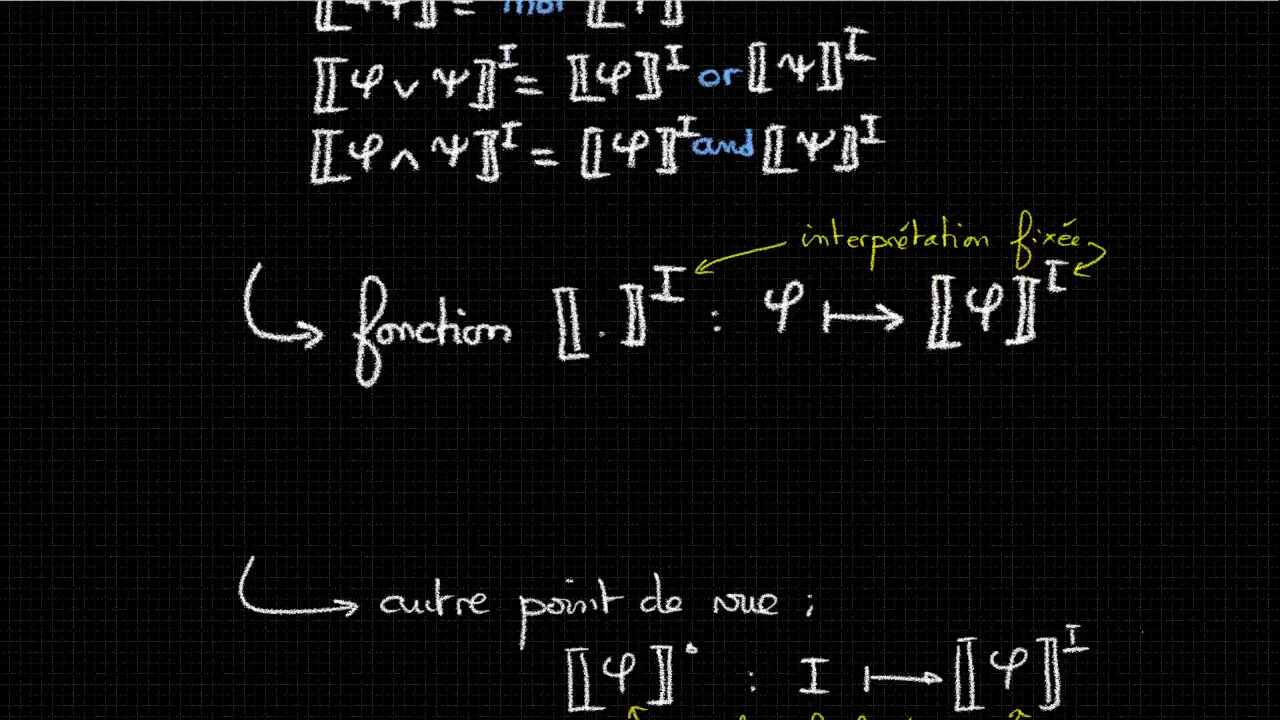 ⟦φ ∨ ψ⟧ᴵ = ⟦φ⟧ᴵ or ⟦ψ⟧ᴵ
⟦φ ∧ ψ⟧ᴵ = ⟦φ⟧ᴵ and ⟦ψ⟧ᴵ
interprétation fixée
fonction ⟦.⟧ᴵ : φ ⟼ ⟦φ⟧ᴵ
autre point de vue :
⟦φ⟧˙ : I ⟼ ⟦φ⟧ᴵ